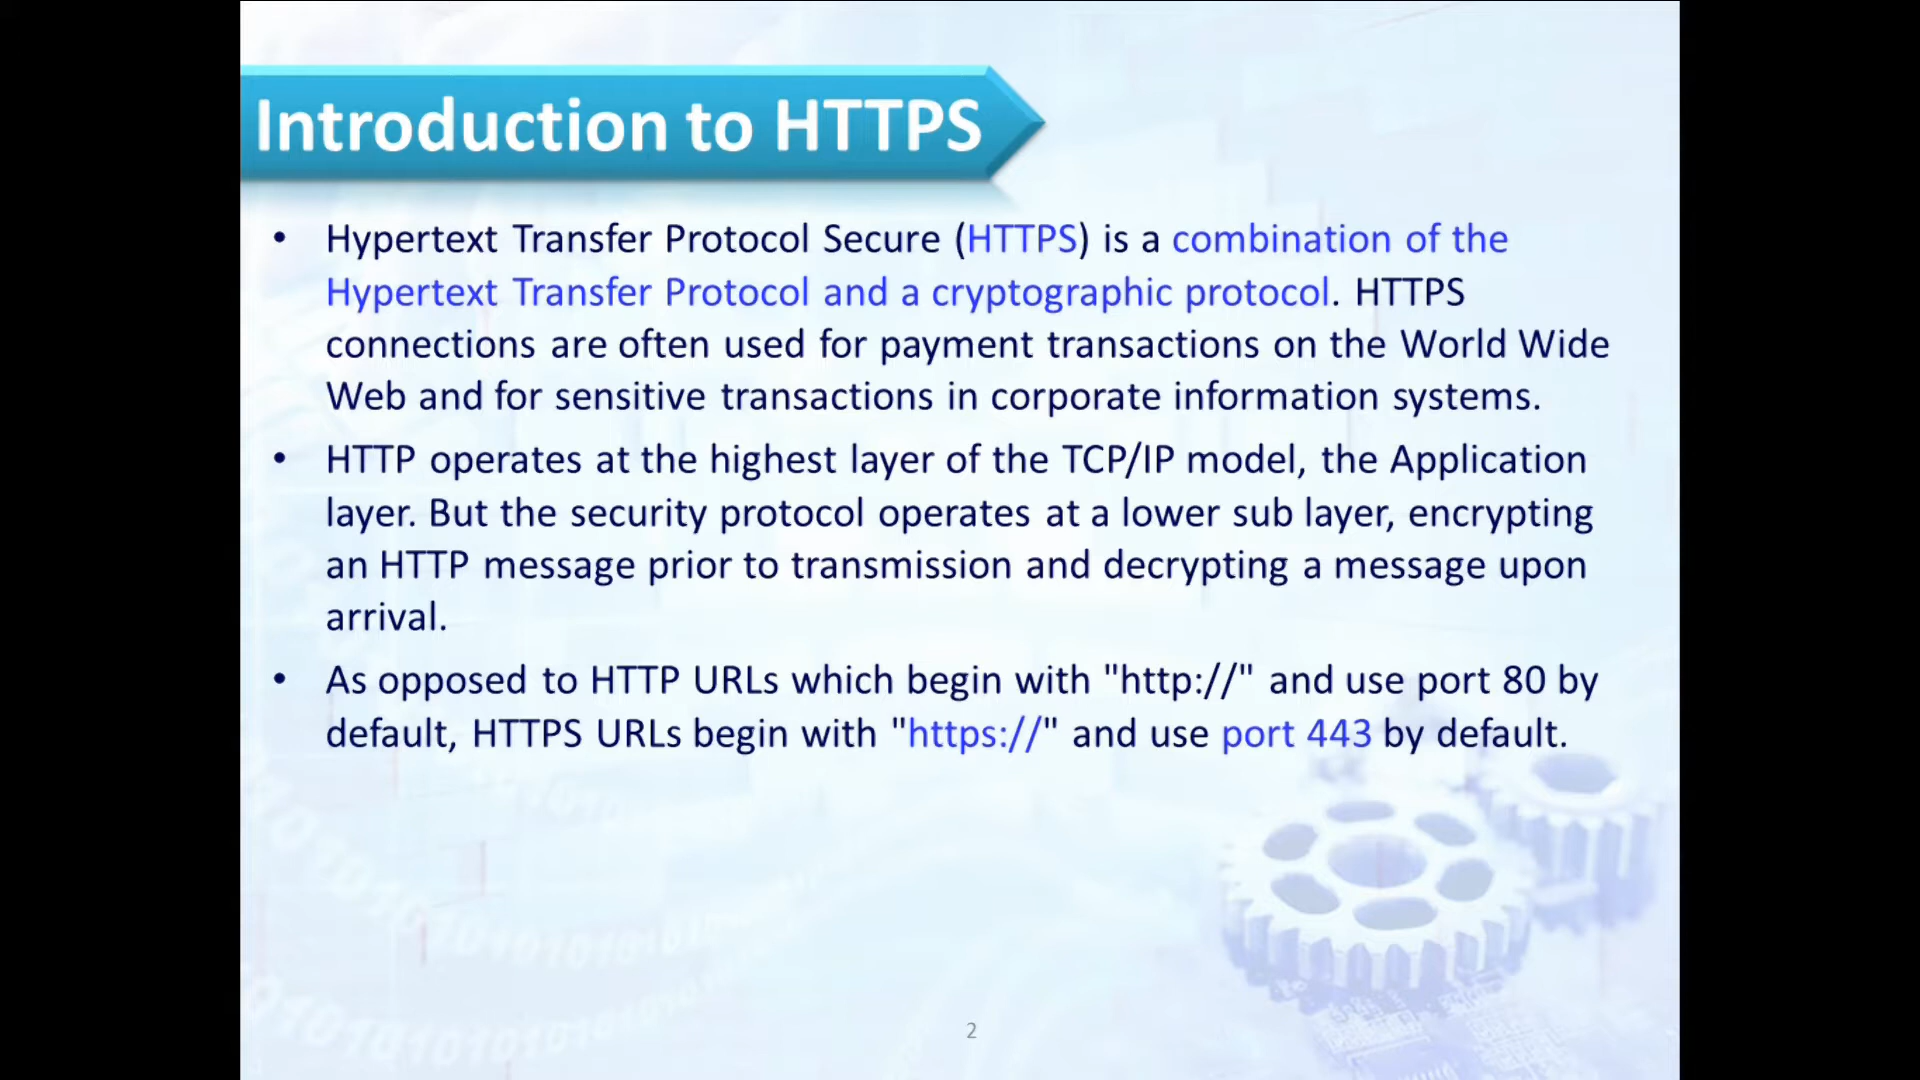 Introduction to HTTPS
• Hypertext Transfer Protocol Secure (HTTPS) is a combination of the
Hypertext Transfer Protocol and a cryptographic protocol. HTTPS
connections are often used for payment transactions on the World Wide
Web and for sensitive transactions in corporate information systems.
• HTTP operates at the highest layer of the TCP/IP model, the Application
layer. But the security protocol operates at a lower sub layer, encrypting
an HTTP message prior to transmission and decrypting a message upon
arrival.
• As opposed to HTTP URLs which begin with "http://" and use port 80 by
default, HTTPS URLs begin with "https://" and use port 443 by default.
2